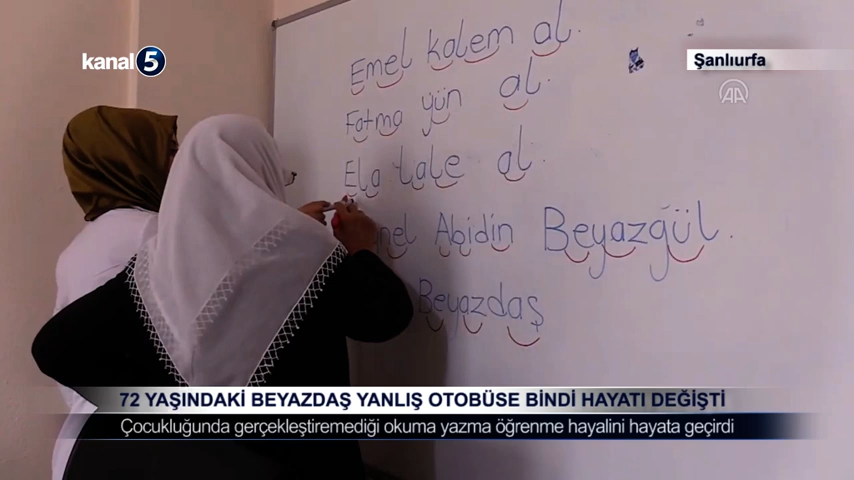 kanal 5
Şanlıurfa
AA
Emel kalem al.
Fatma yün al.
Ela lale al.
Abidin Beyazgül.
Beyazdaş
72 YAŞINDAKİ BEYAZDAŞ YANLIŞ OTOBÜSE BİNDİ HAYATI DEĞİŞTİ
Çocukluğunda gerçekleştiremediği okuma yazma öğrenme hayalini hayata geçirdi